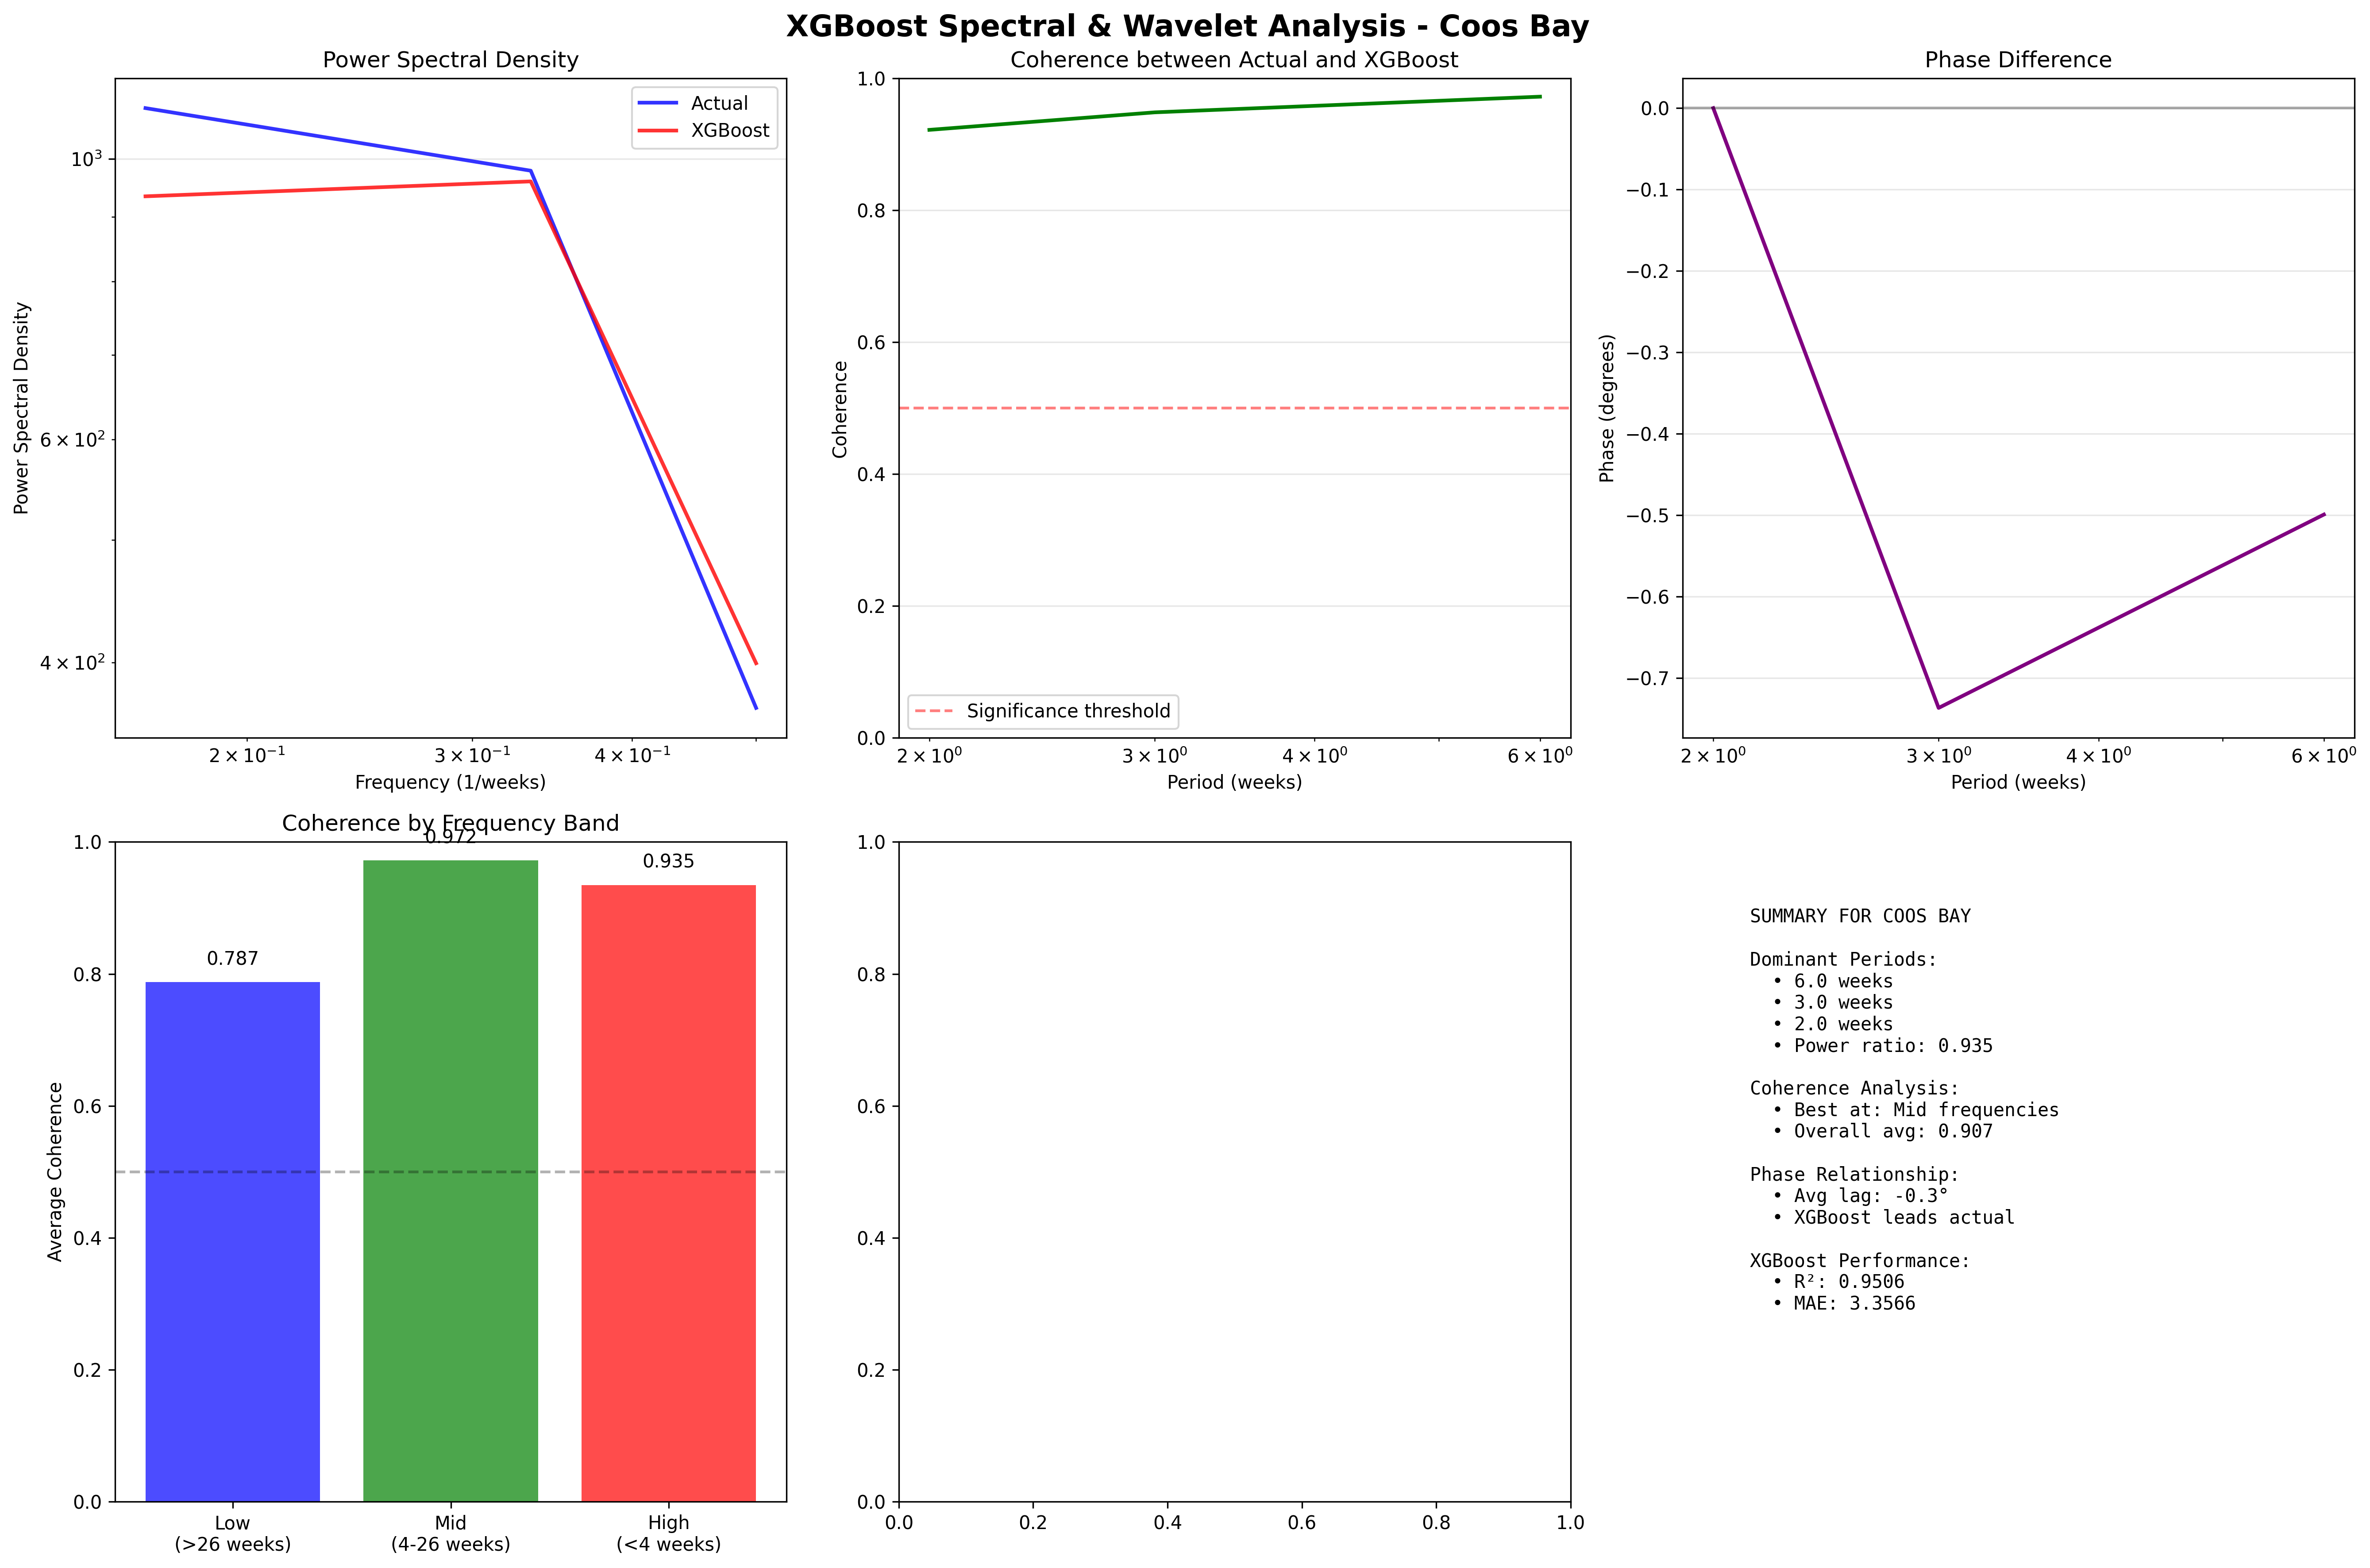 XGBoost Spectral & Wavelet Analysis - Coos Bay
Power Spectral Density
Actual
XGBoost
10³
6 × 10²
4 × 10²
Power Spectral Density
2 × 10⁻¹ 3 × 10⁻¹ 4 × 10⁻¹
Frequency (1/weeks)
Coherence between Actual and XGBoost
1.0
0.8
0.6
0.4
0.2
0.0
Coherence
Significance threshold
2 × 10⁰ 3 × 10⁰ 4 × 10⁰ 6 × 10⁰
Period (weeks)
Phase Difference
0.0
−0.1
−0.2
−0.3
−0.4
−0.5
−0.6
−0.7
Phase (degrees)
2 × 10⁰ 3 × 10⁰ 4 × 10⁰ 6 × 10⁰
Period (weeks)
Coherence by Frequency Band
1.0
0.8
0.6
0.4
0.2
0.0
Average Coherence
0.787
0.972
0.935
Low
(>26 weeks)
Mid
(4-26 weeks)
High
(<4 weeks)
1.0
0.8
0.6
0.4
0.2
0.0
0.0 0.2 0.4 0.6 0.8 1.0
SUMMARY FOR COOS BAY
Dominant Periods:
• 6.0 weeks
• 3.0 weeks
• 2.0 weeks
• Power ratio: 0.935
Coherence Analysis:
• Best at: Mid frequencies
• Overall avg: 0.907
Phase Relationship:
• Avg lag: -0.3°
• XGBoost leads actual
XGBoost Performance:
• R²: 0.9506
• MAE: 3.3566